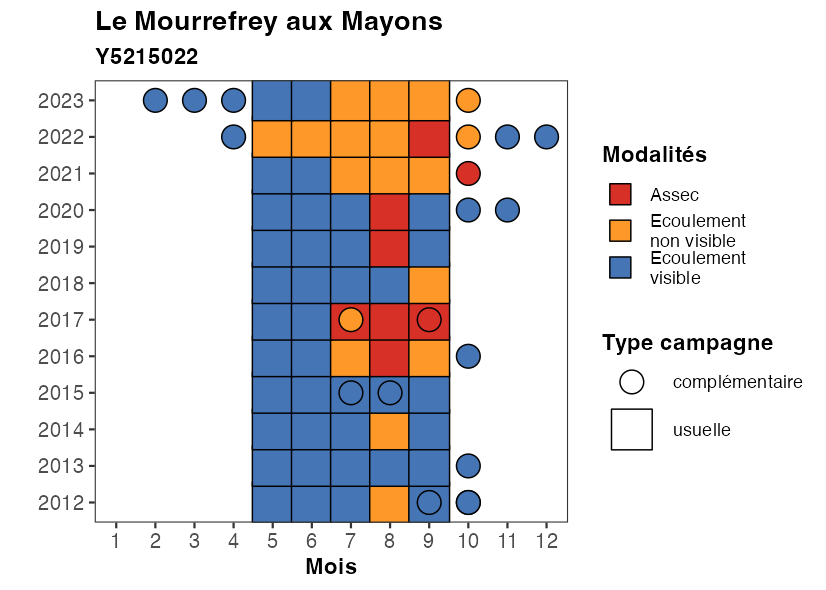 Le Mourrefrey aux Mayons
Y5215022
2023
2022
2021
2020
2019
2018
2017
2016
2015
2014
2013
2012
1 2 3 4 5 6 7 8 9 10 11 12
Mois
Modalités
Assec
Ecoulement
non visible
Ecoulement
visible
Type campagne
complémentaire
usuelle